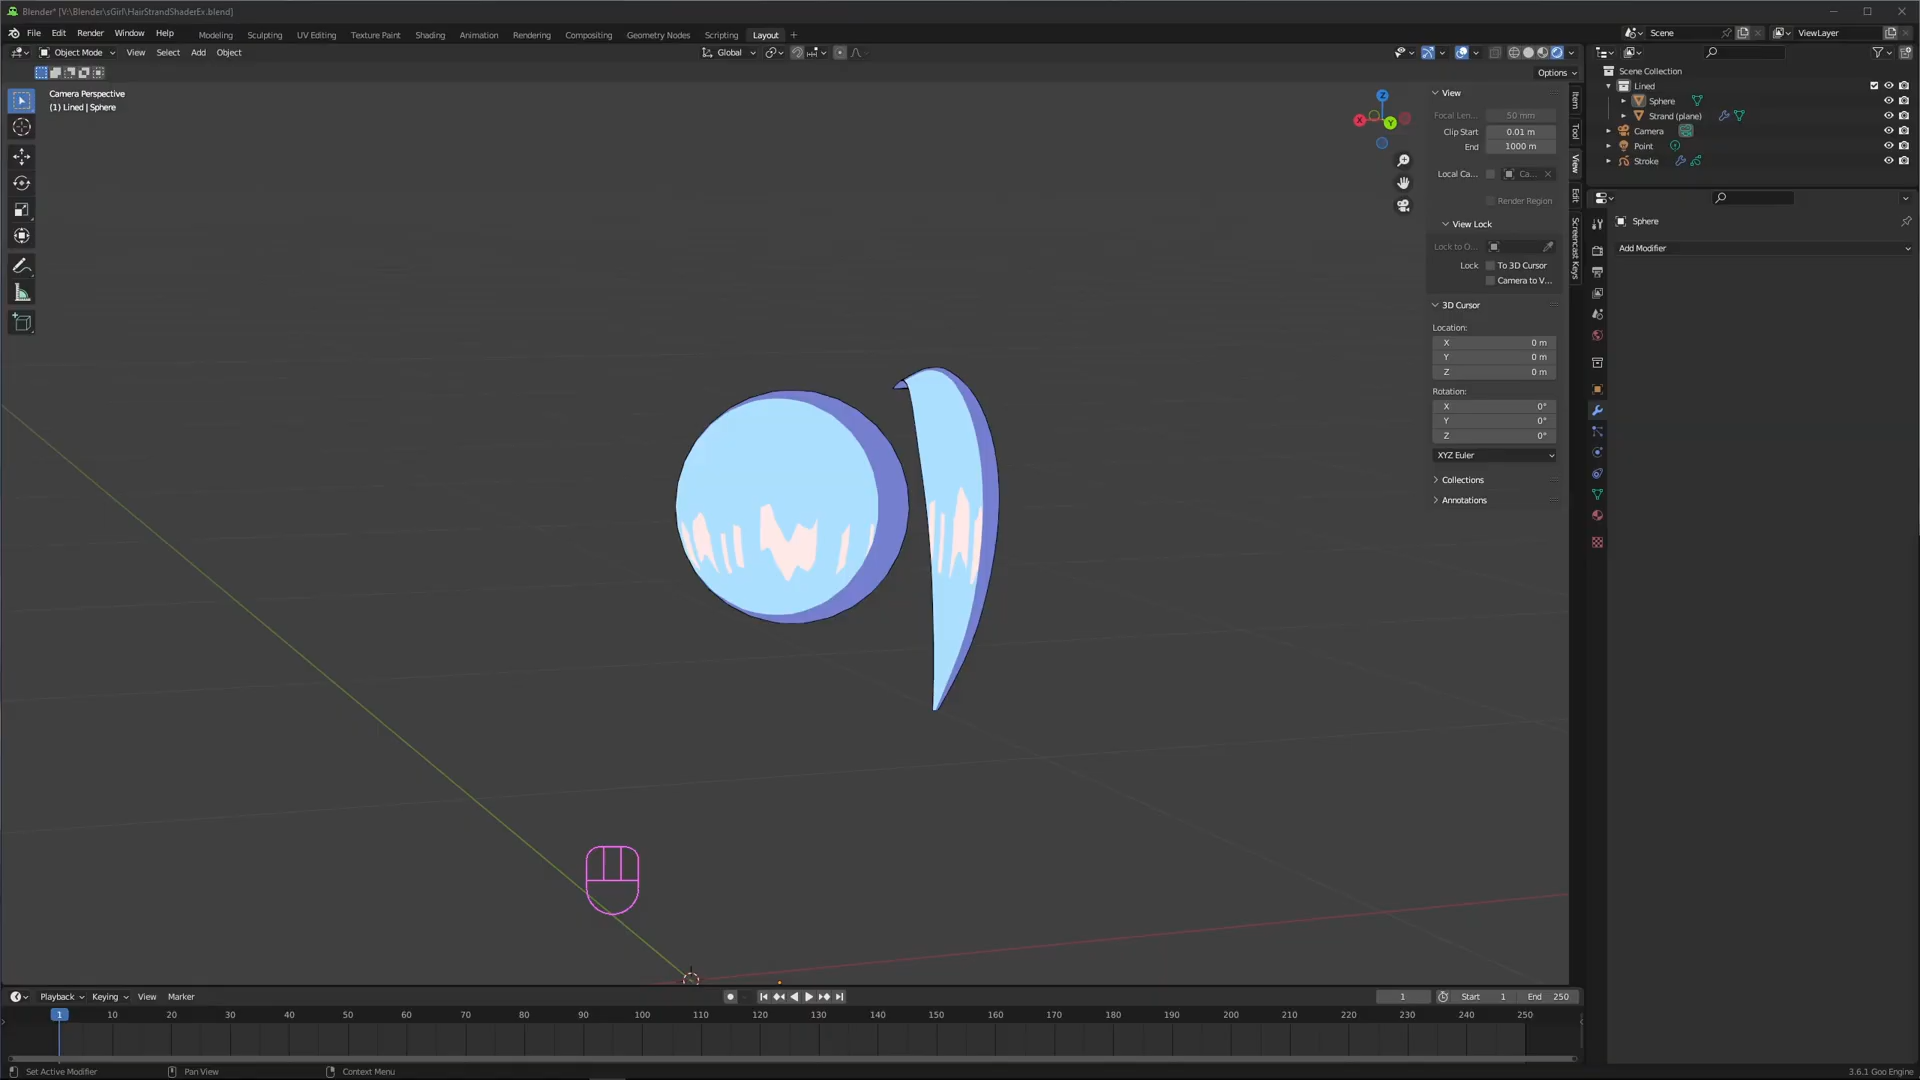 Blender* [V:\Blender\sGirl\HairStrandShaderEx.blend]
File Edit Render Window Help
Modeling Sculpting UV Editing Texture Paint Shading Animation Rendering Compositing Geometry Nodes Scripting Layout +
Scene ViewLayer
Object Mode View Select Add Object Global
Options
Camera Perspective
(1) Lined | Sphere
Z
X
Y
View
Focal Len... 50 mm
Clip Start 0.01 m
End 1000 m
Local Ca... Ca...
Render Region
View Lock
Lock to O...
Lock To 3D Cursor
Camera to V...
3D Cursor
Location:
X 0 m
Y 0 m
Z 0 m
Rotation:
X 0°
Y 0°
Z 0°
XYZ Euler
Collections
Annotations
Item
Tool
View
Edit
Screencast Keys
Scene Collection
Lined
Sphere
Strand (plane)
Camera
Point
Stroke
Sphere
Add Modifier
Playback Keying View Marker
1 Start 1 End 250
1 10 20 30 40 50 60 70 80 90 100 110 120 130 140 150 160 170 180 190 200 210 220 230 240 250
Set Active Modifier Pan View Context Menu
3.6.1 Goo Engine